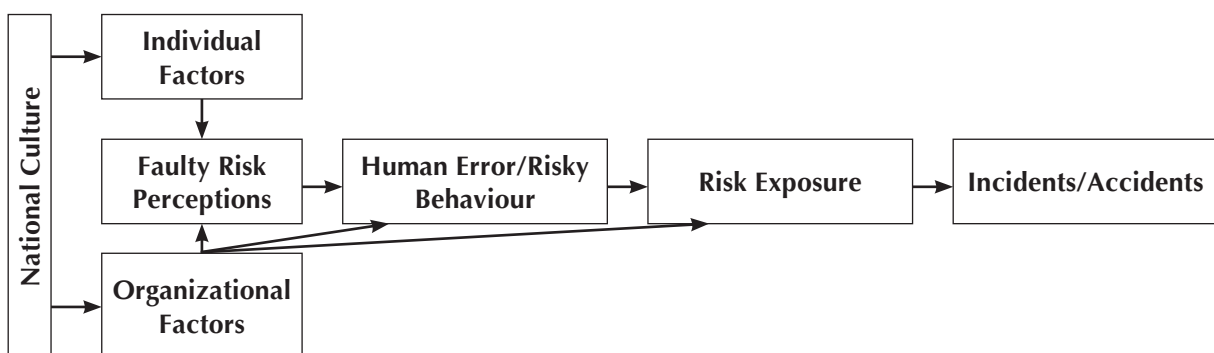 National Culture
Individual
Factors
Faulty Risk
Perceptions
Human Error/Risky
Behaviour
Risk Exposure
Incidents/Accidents
Organizational
Factors